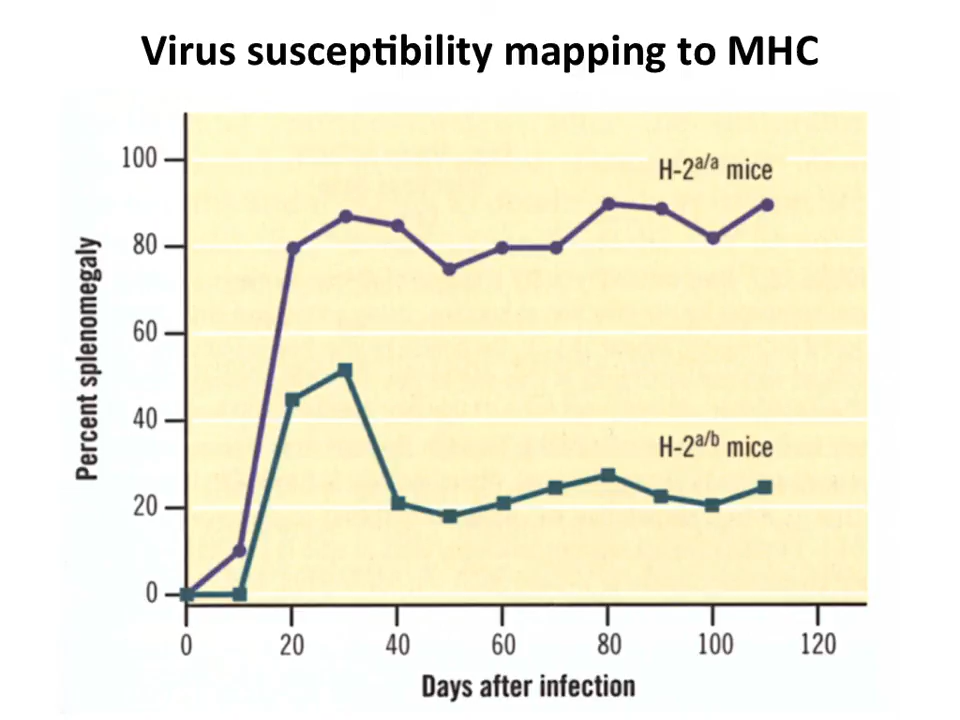 Virus susceptibility mapping to MHC
100
80
60
40
20
0
Percent splenomegaly
H-2a/a mice
H-2a/b mice
0 20 40 60 80 100 120
Days after infection